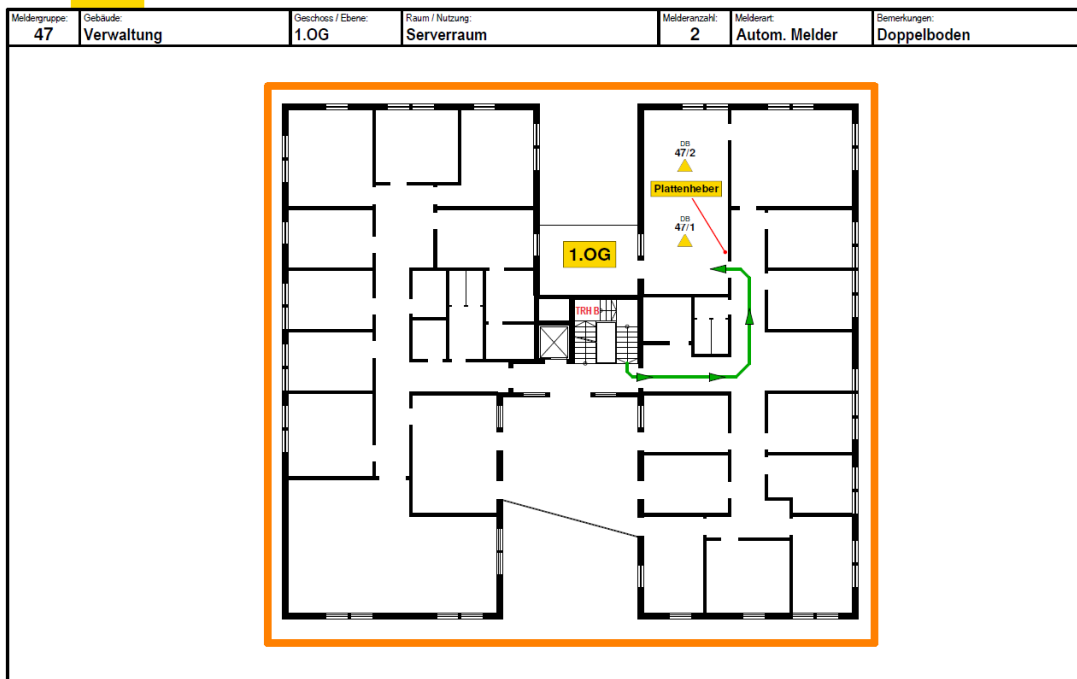 Meldergruppe: Gebäude: Geschoss / Ebene: Raum / Nutzung: Melderanzahl: Melderart: Bemerkungen:
47 Verwaltung 1.OG Serverraum 2 Autom. Melder Doppelboden
DB
47/2
Plattenheber
DB
47/1
1.OG
TRH B